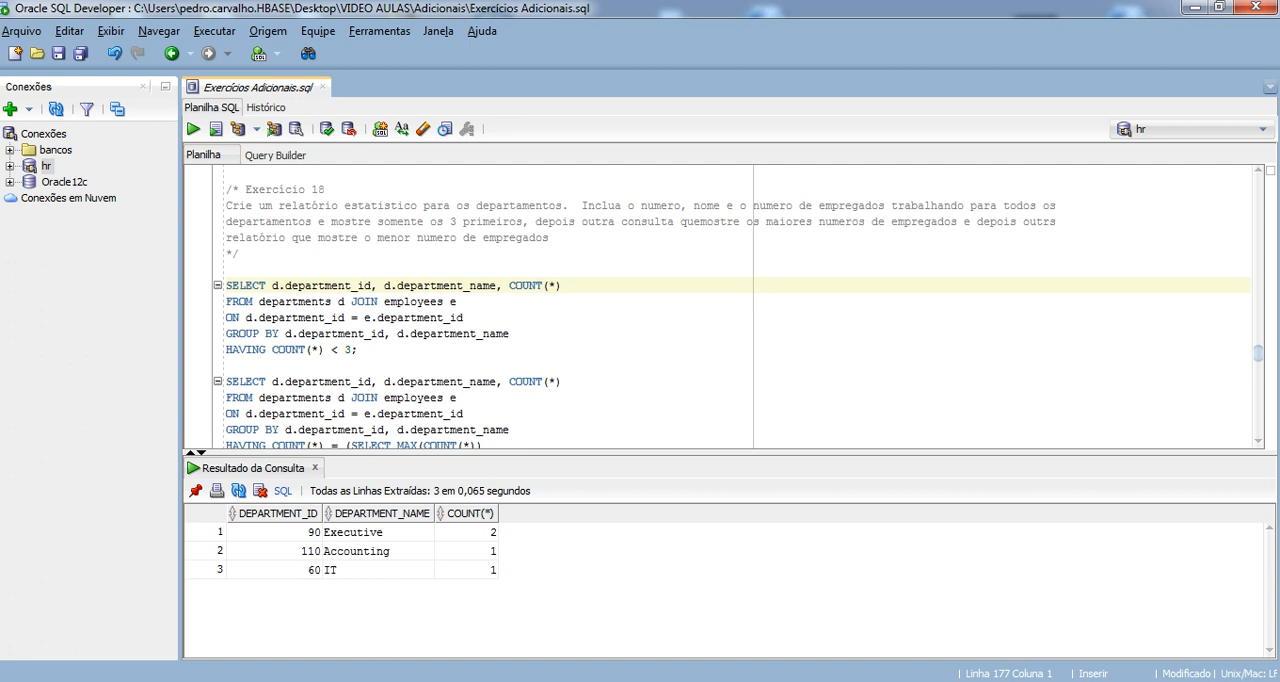 Oracle SQL Developer : C:\Users\pedro.carvalho.HBASE\Desktop\VIDEO AULAS\Adicionais\Exercícios Adicionais.sql
Arquivo Editar Exibir Navegar Executar Origem Equipe Ferramentas Janela Ajuda
Conexões
Exercícios Adicionais.sql
Planilha SQL Histórico
Conexões
bancos
hr
Oracle12c
Conexões em Nuvem
hr
Planilha Query Builder
/* Exercício 18
Crie um relatório estatistico para os departamentos.  Inclua o numero, nome e o numero de empregados trabalhando para todos os
departamentos e mostre somente os 3 primeiros, depois outra consulta quemostre os maiores numeros de empregados e depois outrs
relatório que mostre o menor numero de empregados
*/
SELECT d.department_id, d.department_name, COUNT(*)
FROM departments d JOIN employees e
ON d.department_id = e.department_id
GROUP BY d.department_id, d.department_name
HAVING COUNT(*) < 3;
SELECT d.department_id, d.department_name, COUNT(*)
FROM departments d JOIN employees e
ON d.department_id = e.department_id
GROUP BY d.department_id, d.department_name
HAVING COUNT(*) = (SELECT MAX(COUNT(*))
Resultado da Consulta x
SQL | Todas as Linhas Extraídas: 3 em 0,065 segundos
DEPARTMENT_ID DEPARTMENT_NAME COUNT(*)
1 90 Executive 2
2 110 Accounting 1
3 60 IT 1
Linha 177 Coluna 1 | Inserir | Modificado | Unix/Mac: LF